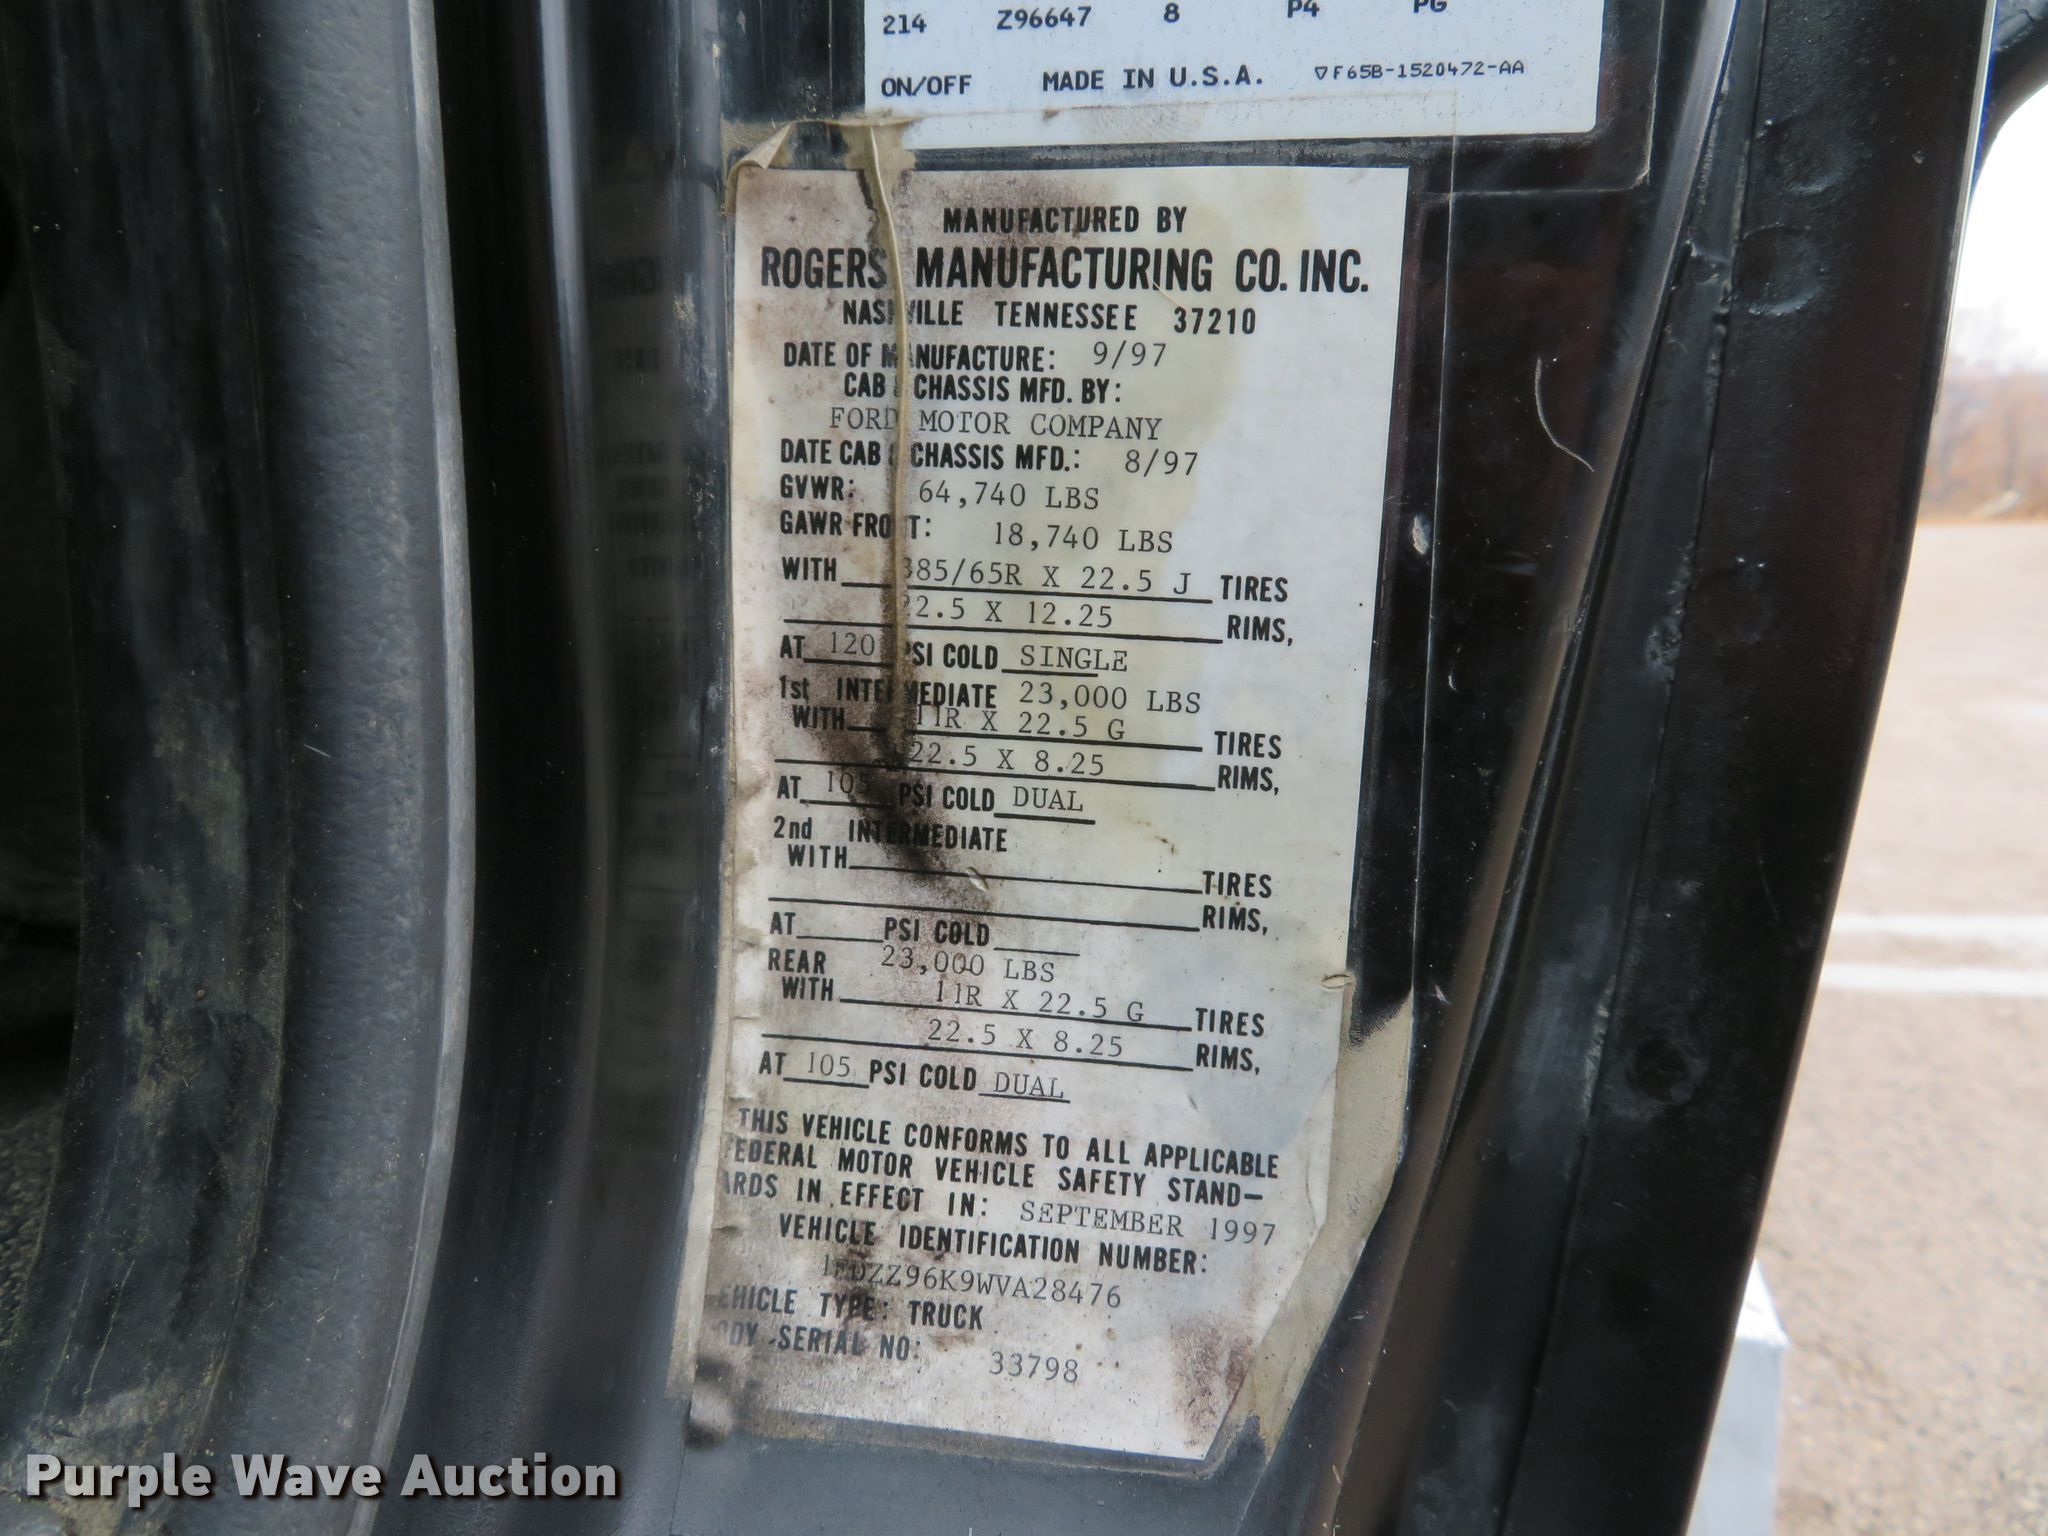 214 Z96647 8 P4 PG
ON/OFF MADE IN U.S.A. ▽F65B-1520472-AA
MANUFACTURED BY
ROGERS MANUFACTURING CO. INC.
NASHVILLE TENNESSEE 37210
DATE OF MANUFACTURE: 9/97
CAB & CHASSIS MFD. BY:
FORD MOTOR COMPANY
DATE CAB & CHASSIS MFD.: 8/97
GVWR: 64,740 LBS
GAWR FRONT: 18,740 LBS
WITH 385/65R X 22.5 J TIRES
22.5 X 12.25 RIMS,
AT 120 PSI COLD SINGLE
1st INTERMEDIATE 23,000 LBS
WITH 11R X 22.5 G TIRES
22.5 X 8.25 RIMS,
AT 105 PSI COLD DUAL
2nd INTERMEDIATE
WITH TIRES
RIMS,
AT PSI COLD
REAR 23,000 LBS
WITH 11R X 22.5 G TIRES
22.5 X 8.25 RIMS,
AT 105 PSI COLD DUAL
THIS VEHICLE CONFORMS TO ALL APPLICABLE
FEDERAL MOTOR VEHICLE SAFETY STAND-
ARDS IN EFFECT IN: SEPTEMBER 1997
VEHICLE IDENTIFICATION NUMBER:
1FDZZ96K9WVA28476
VEHICLE TYPE: TRUCK
BODY SERIAL NO: 33798
Purple Wave Auction